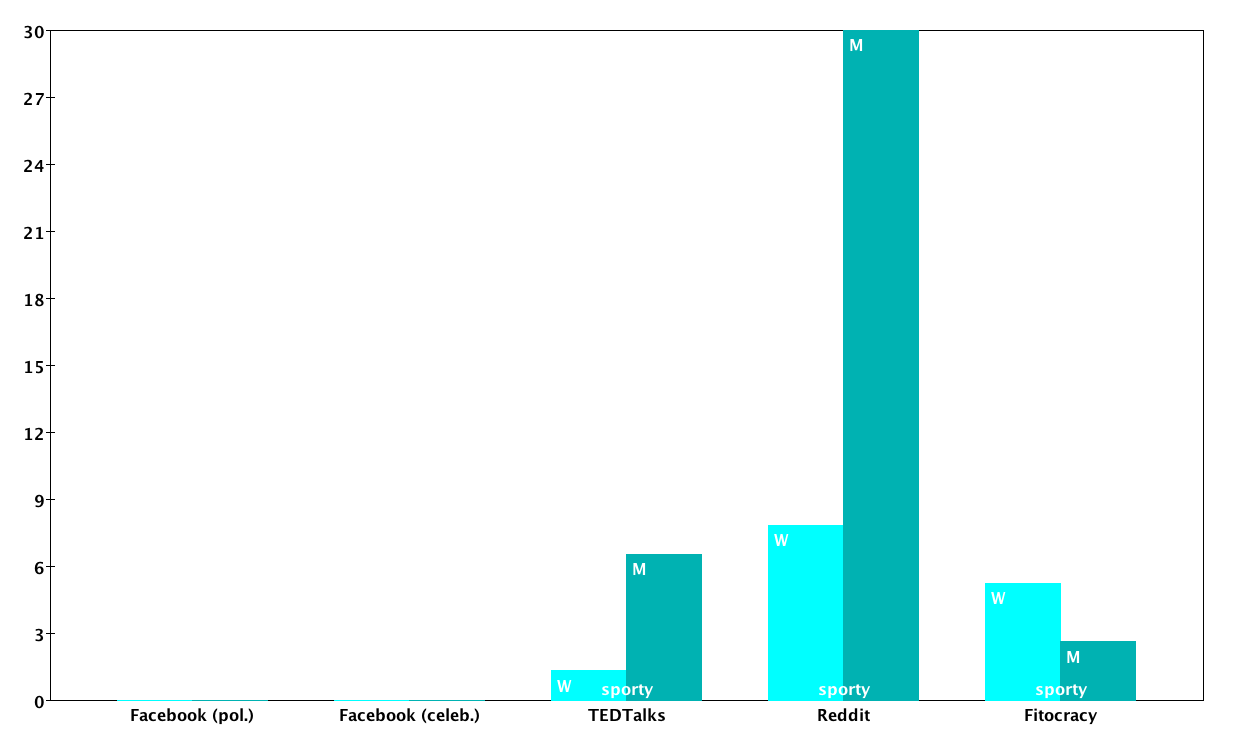 30
27
24
21
18
15
12
9
6
3
0
M
W
M
W
M
W
M
W
sporty
sporty
sporty
Facebook (pol.)
Facebook (celeb.)
TEDTalks
Reddit
Fitocracy